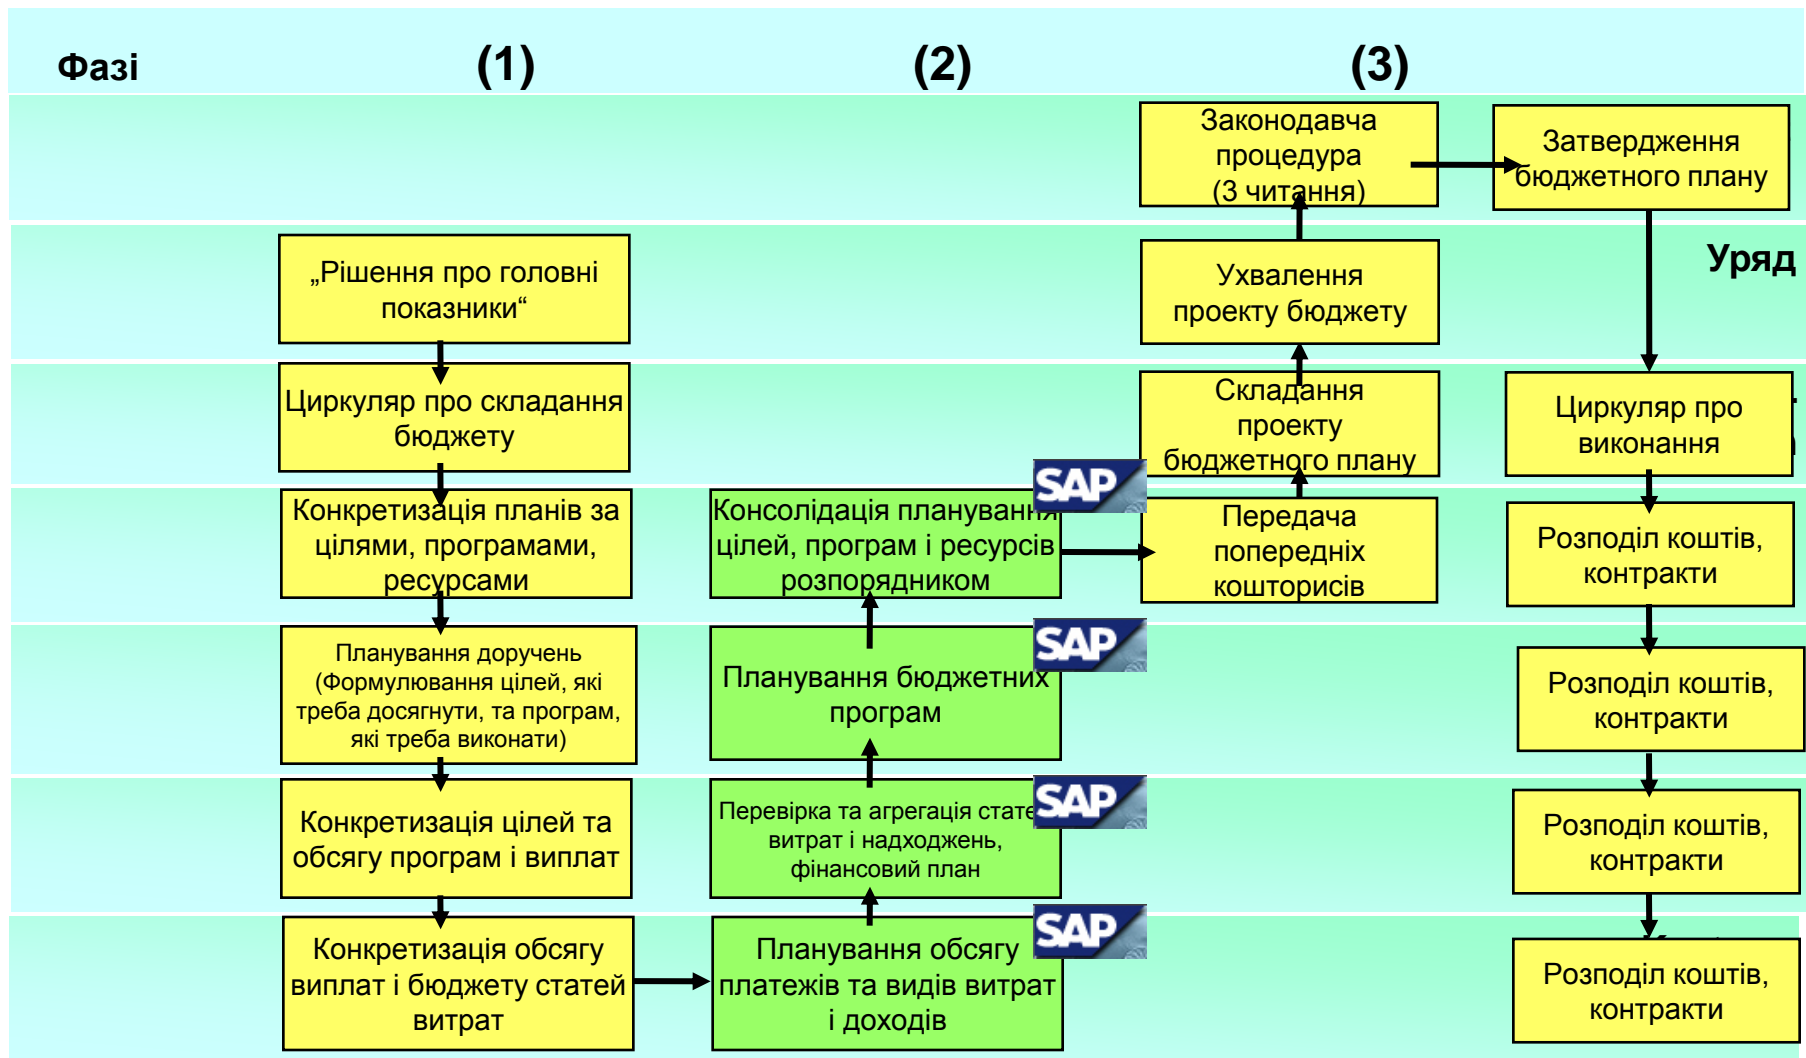 Фазі
(1)
(2)
(3)
Законодавча
процедура
(3 читання)
Затвердження
бюджетного плану
Уряд
„Рішення про головні
показники“
Ухвалення
проекту бюджету
Циркуляр про складання
бюджету
Складання
проекту
бюджетного плану
Циркуляр про
виконання
SAP
Конкретизація планів за
цілями, програмами,
ресурсами
Консолідація планування
цілей, програм і ресурсів
розпорядником
Передача
попередніх
кошторисів
Розподіл коштів,
контракти
SAP
Планування доручень
(Формулювання цілей, які
треба досягнути, та програм,
які треба виконати)
Планування бюджетних
програм
Розподіл коштів,
контракти
SAP
Конкретизація цілей та
обсягу програм і виплат
Перевірка та агрегація статей
витрат і надходжень,
фінансовий план
Розподіл коштів,
контракти
SAP
Конкретизація обсягу
виплат і бюджету статей
витрат
Планування обсягу
платежів та видів витрат
і доходів
Розподіл коштів,
контракти